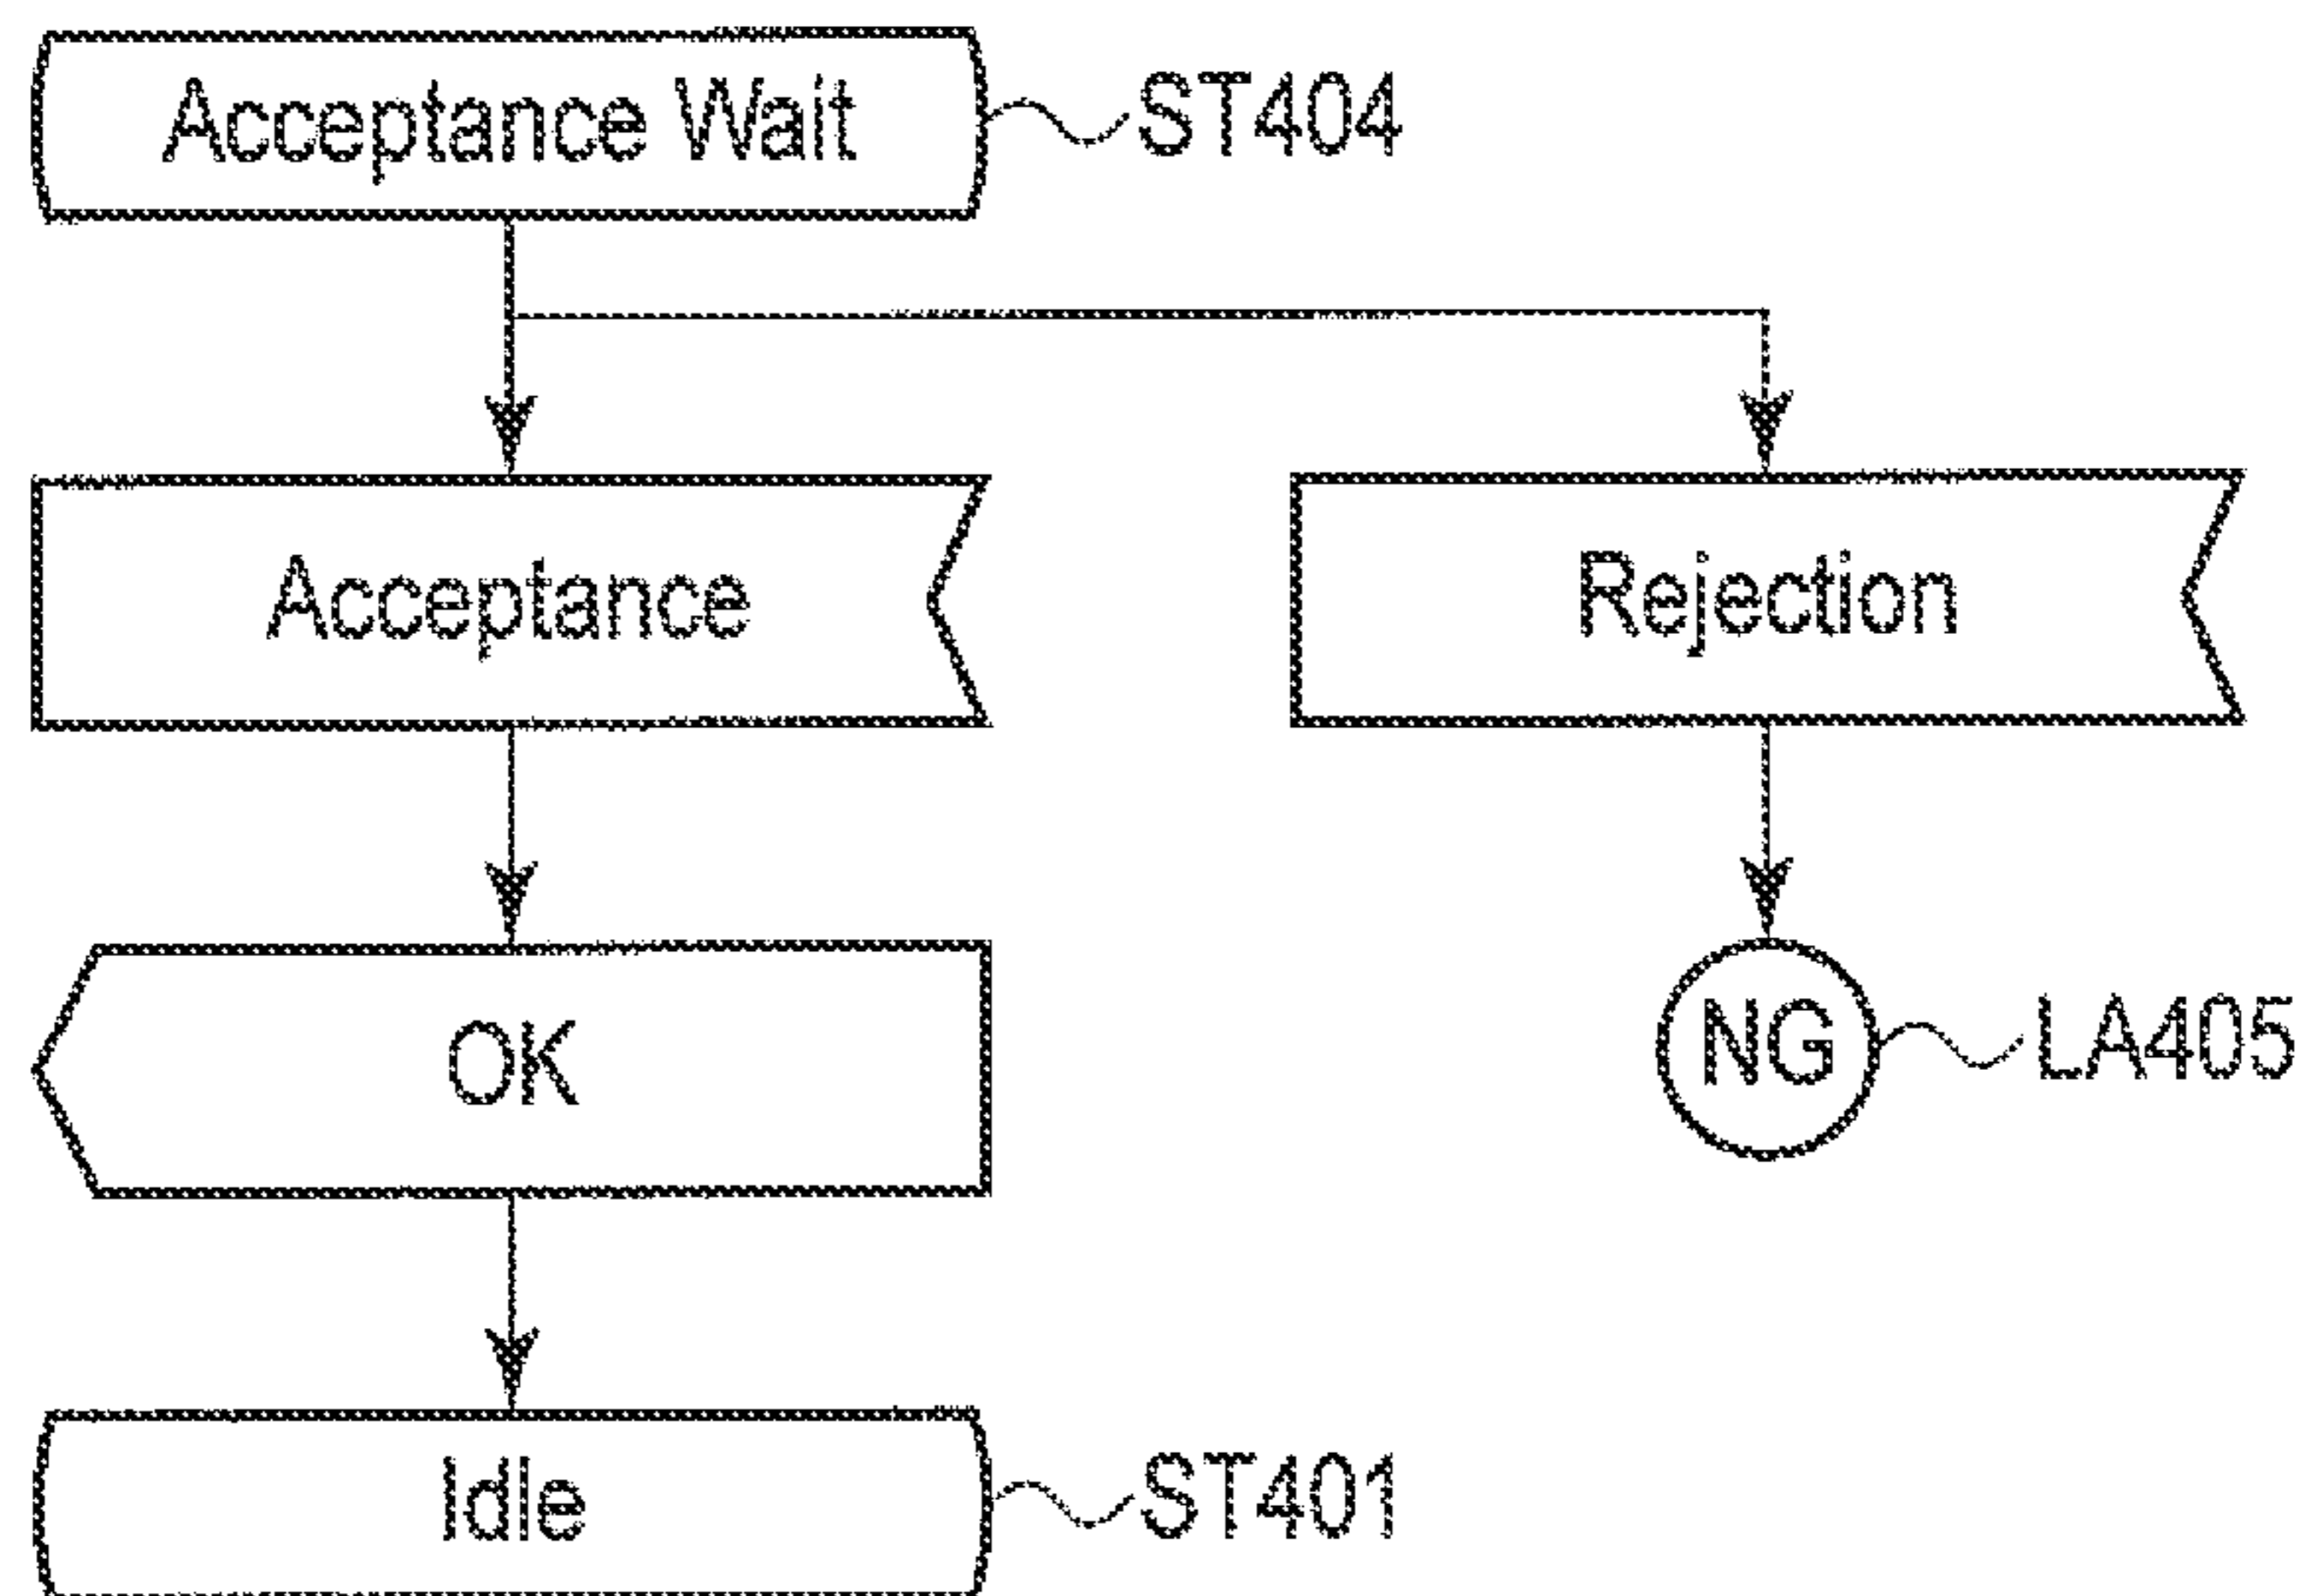 Acceptance Wait ST404
Acceptance
Rejection
OK
NG LA405
Idle ST401